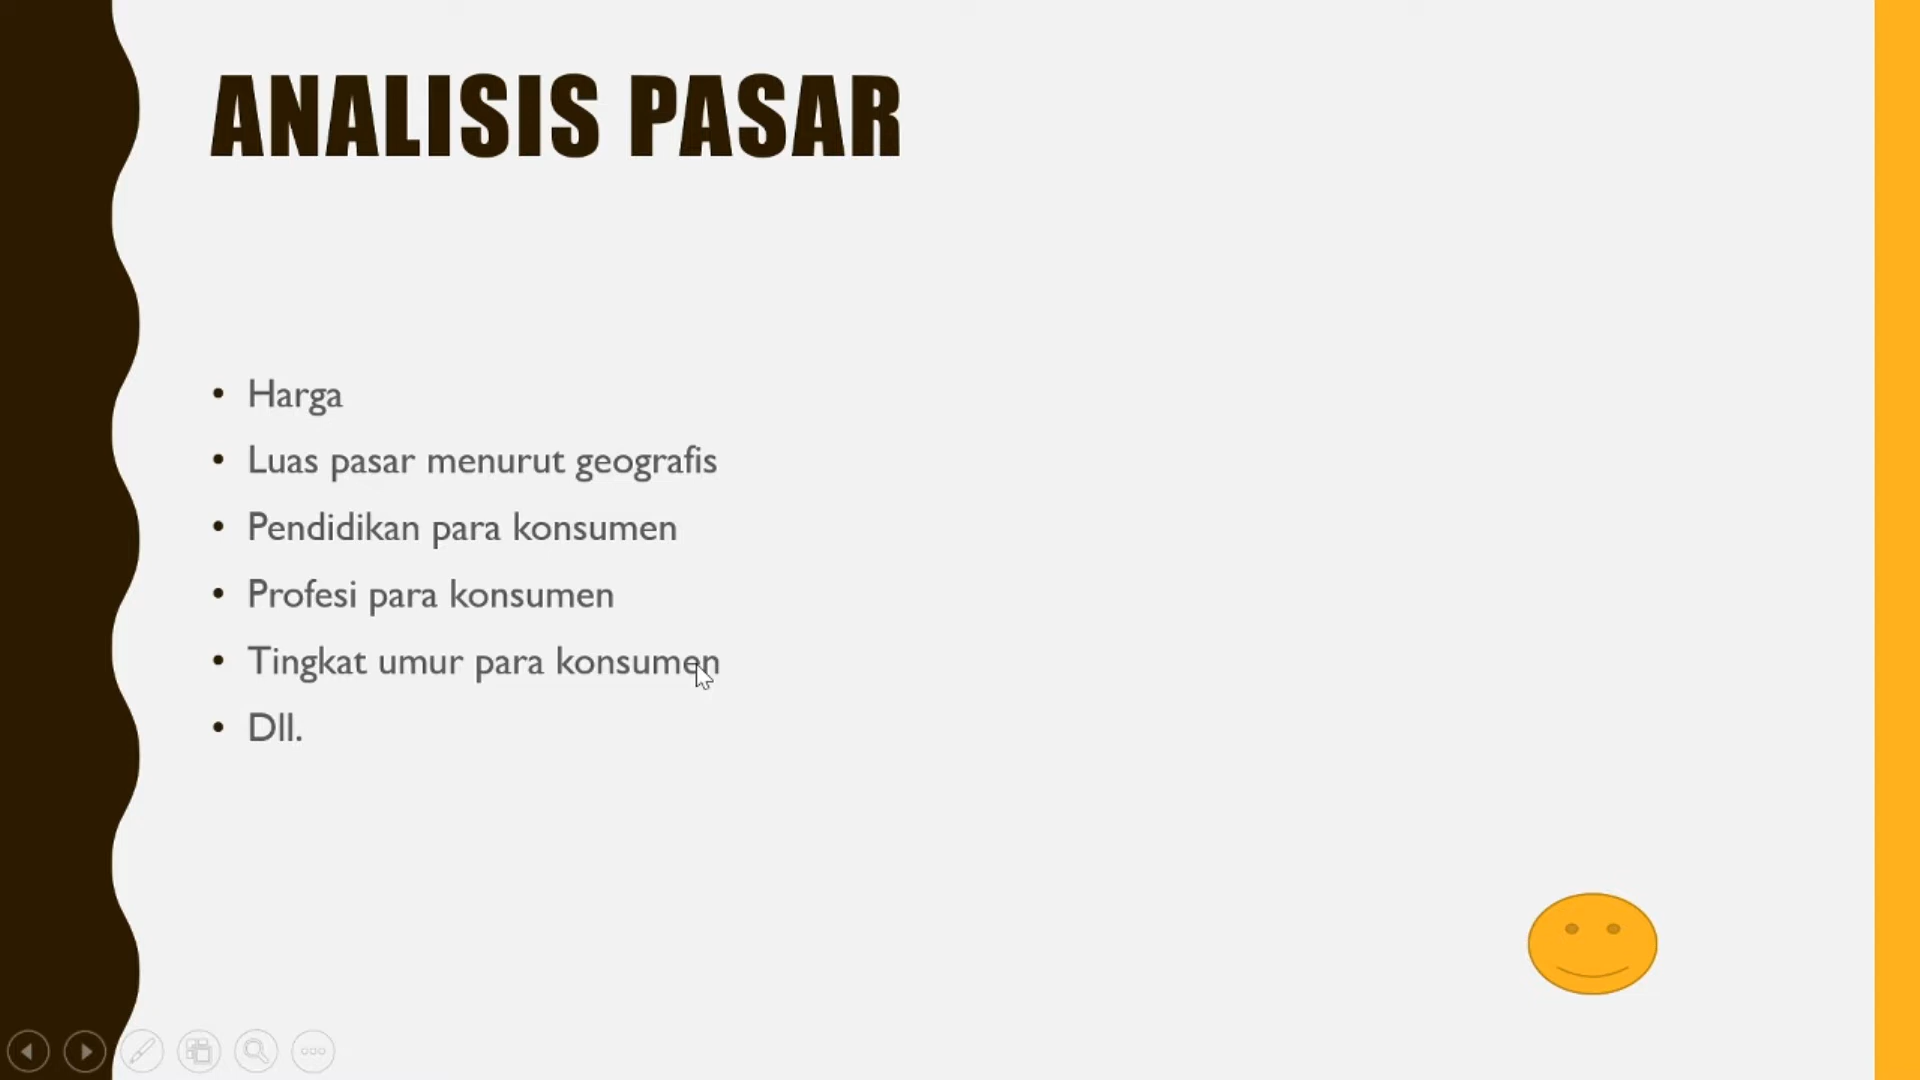 ANALISIS PASAR
• Harga
• Luas pasar menurut geografis
• Pendidikan para konsumen
• Profesi para konsumen
• Tingkat umur para konsumen
• Dll.